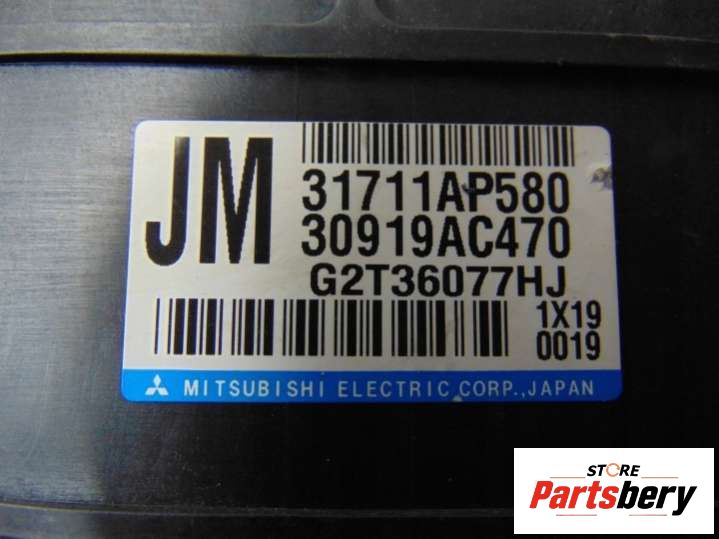 JM
31711AP580
30919AC470
G2T36077HJ
1X19
0019
MITSUBISHI ELECTRIC CORP.,JAPAN
STORE
Partsbery